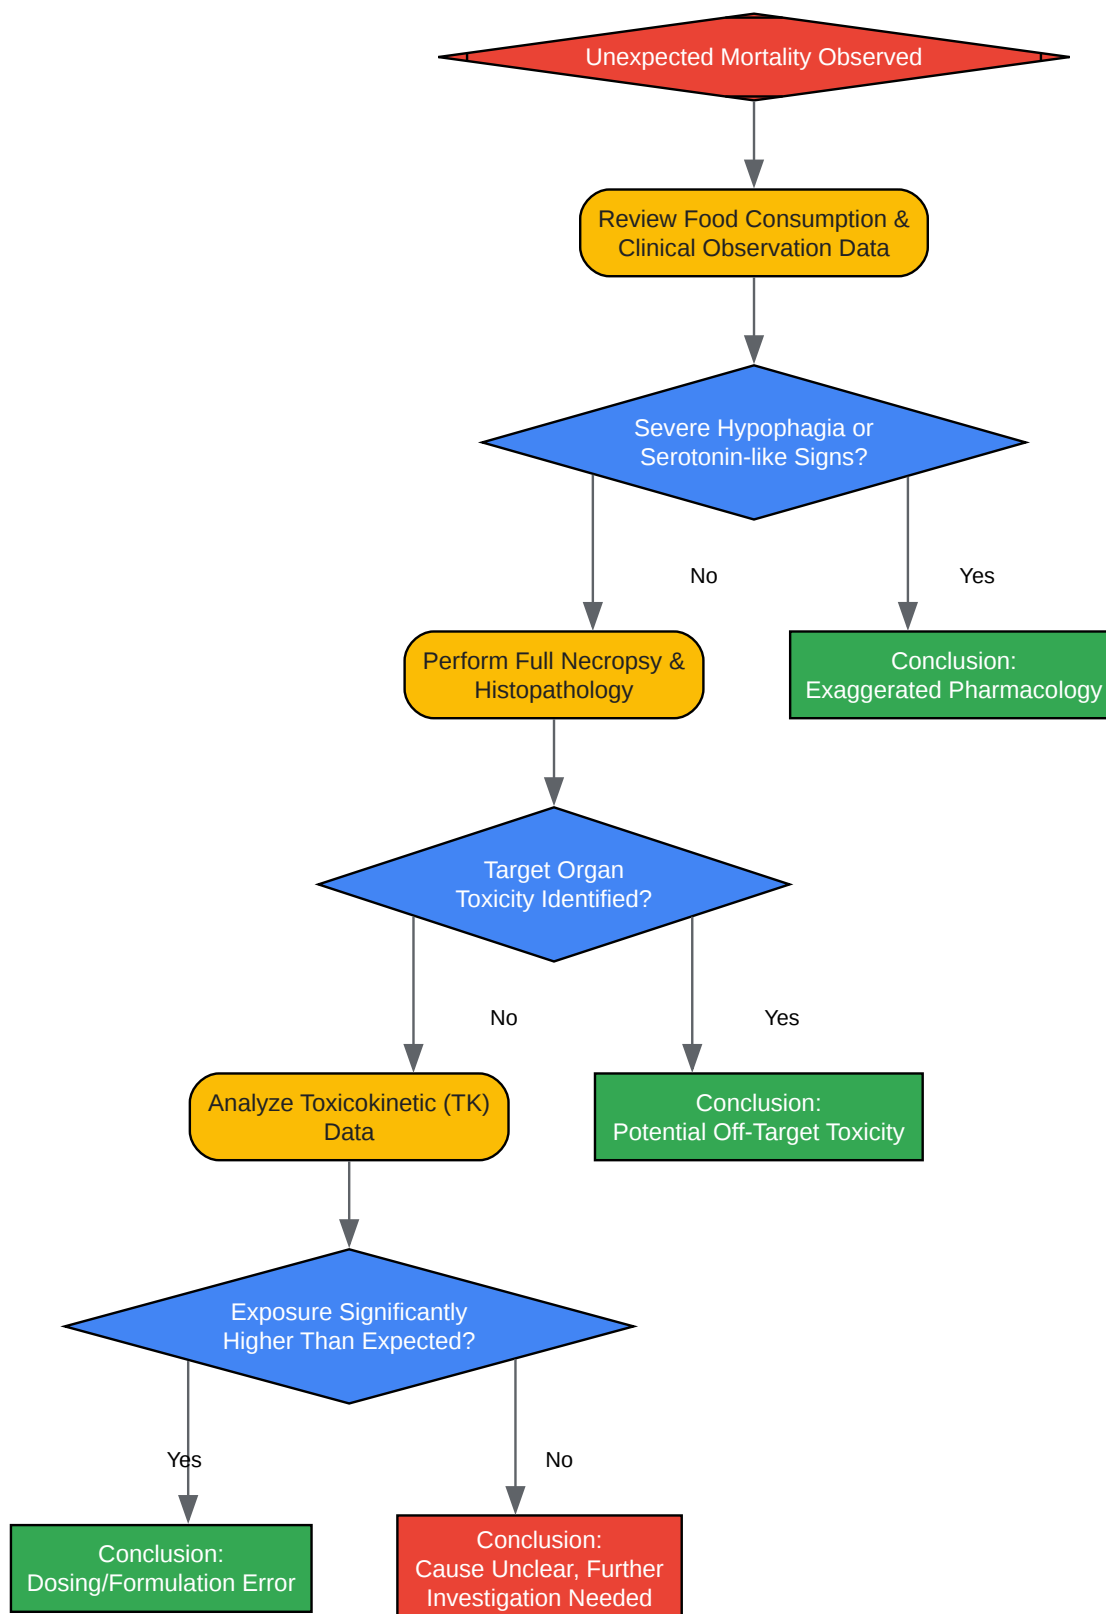 Unexpected Mortality Observed
Review Food Consumption &
Clinical Observation Data
Severe Hypophagia or
Serotonin-like Signs?
No
Yes
Perform Full Necropsy &
Histopathology
Conclusion:
Exaggerated Pharmacology
Target Organ
Toxicity Identified?
No
Yes
Analyze Toxicokinetic (TK)
Data
Conclusion:
Potential Off-Target Toxicity
Exposure Significantly
Higher Than Expected?
Yes
No
Conclusion:
Dosing/Formulation Error
Conclusion:
Cause Unclear, Further
Investigation Needed